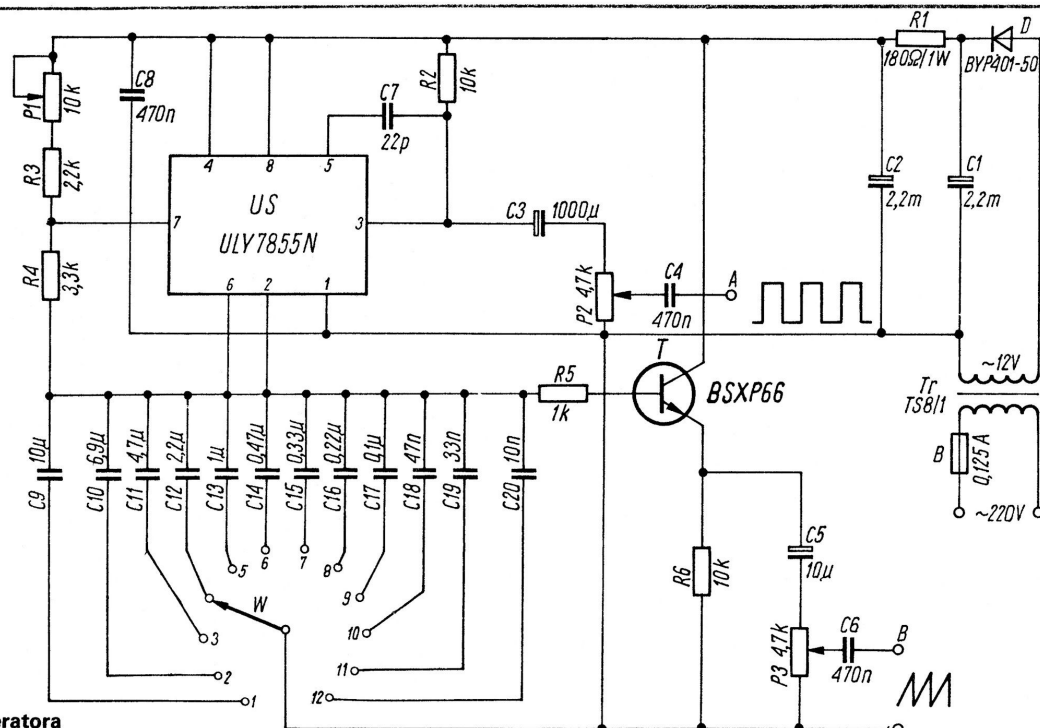 R1
180Ω/1W
D
BYP401-50
P1
10k
C8
470n
R2
10k
C7
22p
4
8
5
R3
2,2k
US
ULY7855N
7
3
C3
1000µ
C2
2,2m
C1
2,2m
R4
3,3k
6
2
1
P2 4,7k
C4
470n
A
T
BSXP66
~12V
Tr
TS8/1
R5
1k
B
0,125 A
~220V
10µ
6,9µ
4,7µ
2,2µ
1µ
0,47µ
0,33µ
0,22µ
0,1µ
47n
33n
10n
C9
C10
C11
C12
C13
C14
C15
C16
C17
C18
C19
C20
5
6
7
8
9
W
3
10
2
11
1
12
R6
10k
C5
10µ
P3 4,7k
C6
470n
B
eratora